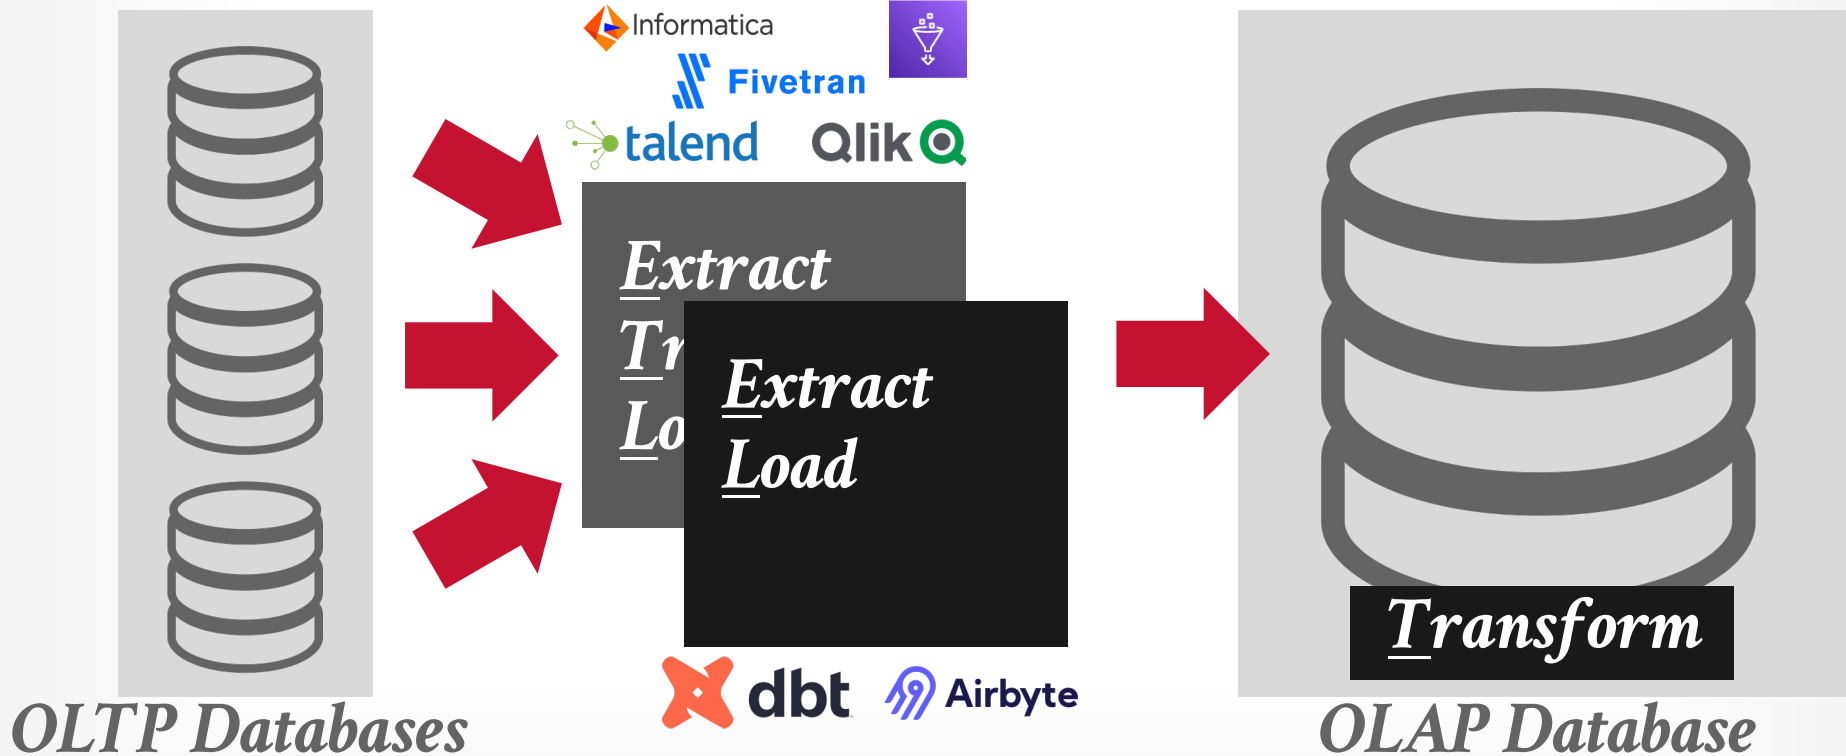 Informatica
Fivetran
talend
Qlik
Extract
Tr
Lo
Extract
Load
Transform
dbt
Airbyte
OLTP Databases
OLAP Database